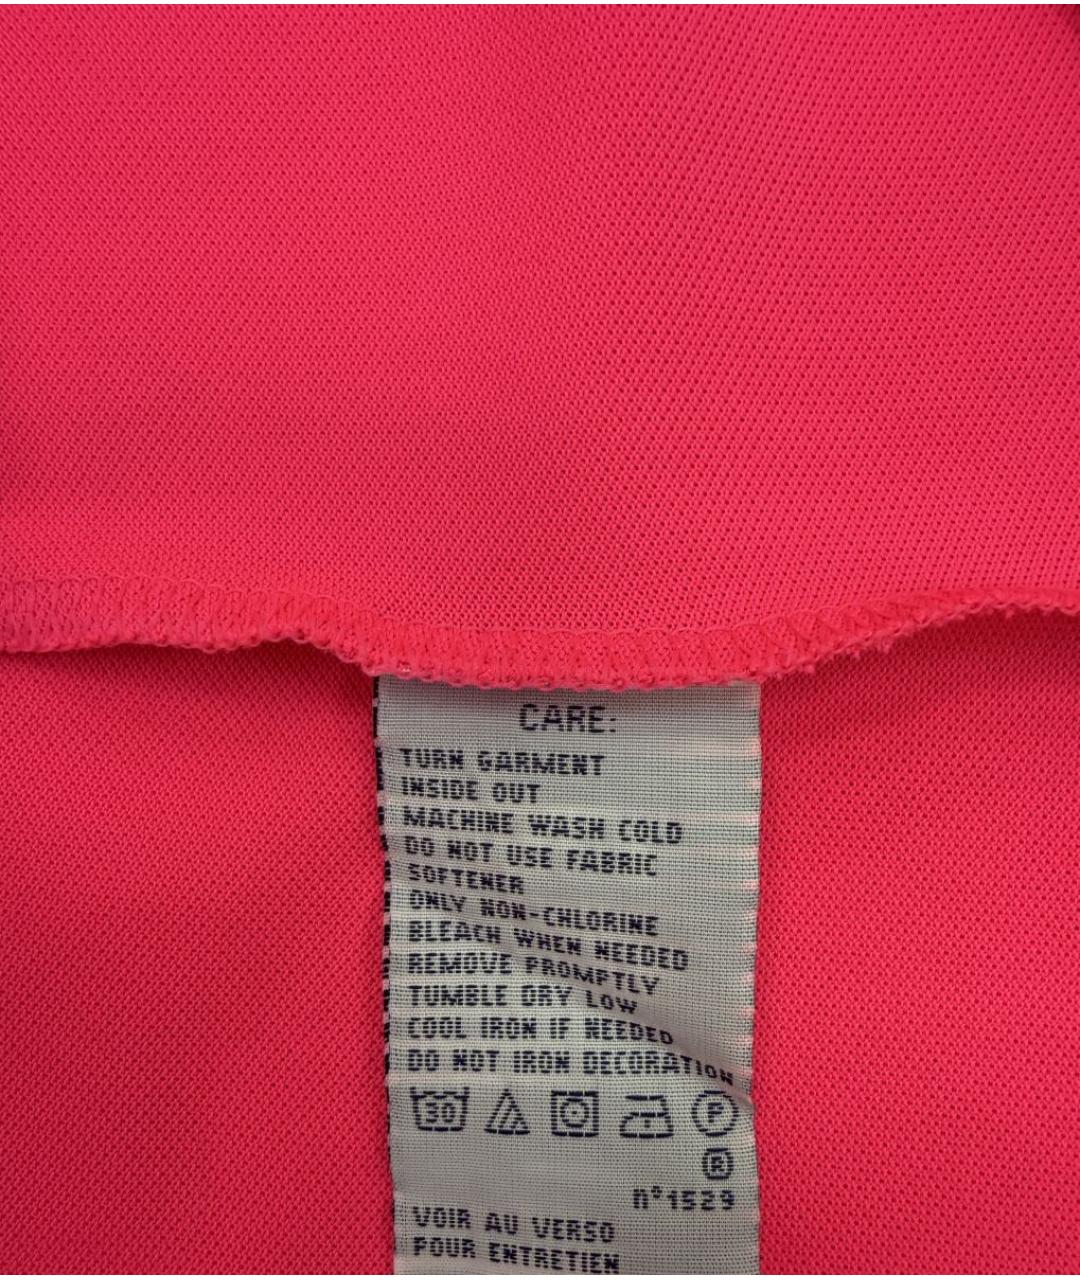 CARE:
TURN GARMENT
INSIDE OUT
MACHINE WASH COLD
DO NOT USE FABRIC
SOFTENER
ONLY NON-CHLORINE
BLEACH WHEN NEEDED
REMOVE PROMPTLY
TUMBLE DRY LOW
COOL IRON IF NEEDED
DO NOT IRON DECORATION
30 P
R
n°1529
VOIR AU VERSO
POUR ENTRETIEN